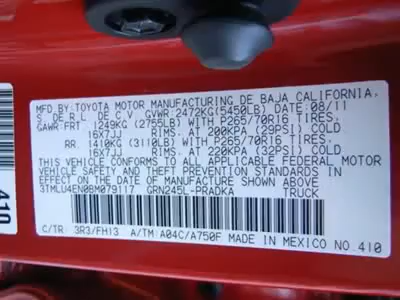 MFD.BY:TOYOTA MOTOR MANUFACTURING DE BAJA CALIFORNIA,
S. DE R.L. DE C.V. GVWR:2472KG(5450LB) DATE:08/11
GAWR:FRT 1249KG (2755LB) WITH P265/70R16 TIRES,
16X7JJ RIMS. AT 200KPA (29PSI) COLD
RR 1410KG (3110LB) WITH P265/70R16 TIRES,
16X7JJ RIMS. AT 220KPA (32PSI) COLD
THIS VEHICLE CONFORMS TO ALL APPLICABLE FEDERAL MOTOR
VEHICLE SAFETY AND THEFT PREVENTION STANDARDS IN
EFFECT ON THE DATE OF MANUFACTURE SHOWN ABOVE.
3TMLU4EN0BM079117 GRN245L-PRADKA TRUCK
C/TR: 3R3/FH13 A/TM: A04C/A750F MADE IN MEXICO NO.410
410